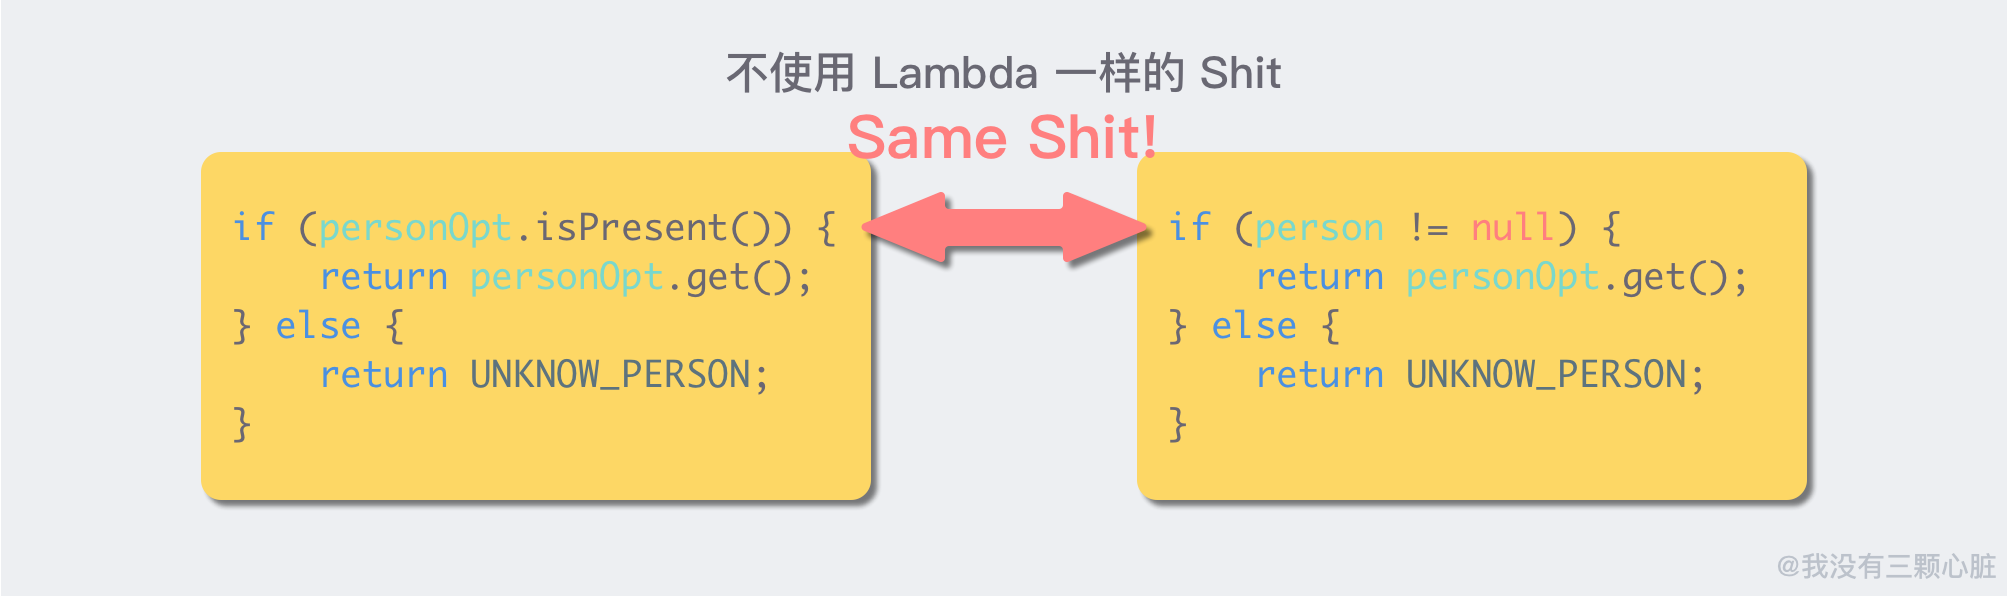 不使用 Lambda 一样的 Shit
Same Shit!
if (personOpt.isPresent()) {
    return personOpt.get();
} else {
    return UNKNOW_PERSON;
}
if (person != null) {
    return personOpt.get();
} else {
    return UNKNOW_PERSON;
}
@我没有三颗心脏